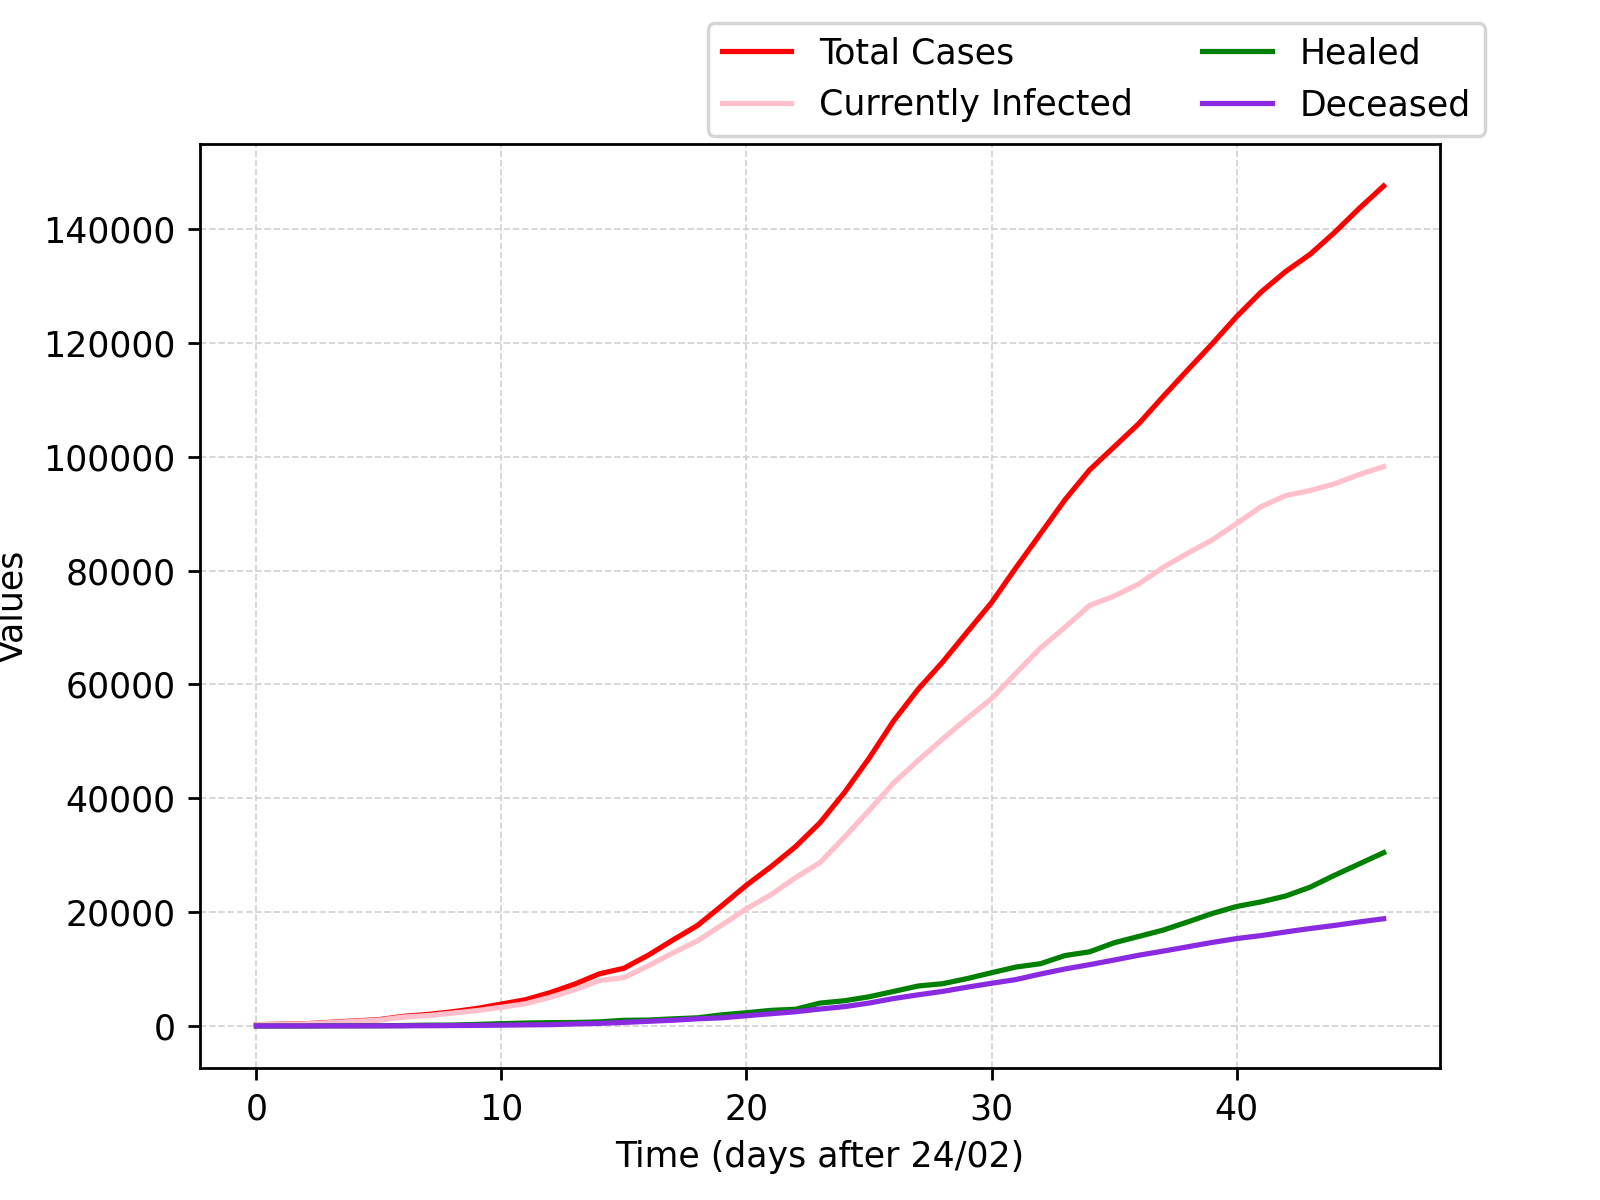 Total Cases Healed
Currently Infected Deceased
140000
120000
100000
80000
60000
40000
20000
0
Values
0 10 20 30 40
Time (days after 24/02)